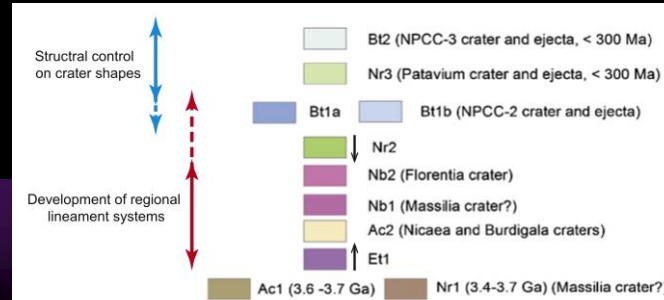 Structral control
on crater shapes
Bt2 (NPCC-3 crater and ejecta, < 300 Ma)
Nr3 (Patavium crater and ejecta, < 300 Ma)
Bt1a
Bt1b (NPCC-2 crater and ejecta)
Nr2
Development of regional
lineament systems
Nb2 (Florentia crater)
Nb1 (Massilia crater?)
Ac2 (Nicaea and Burdigala craters)
Et1
Ac1 (3.6 -3.7 Ga)
Nr1 (3.4-3.7 Ga) (Massilia crater?)